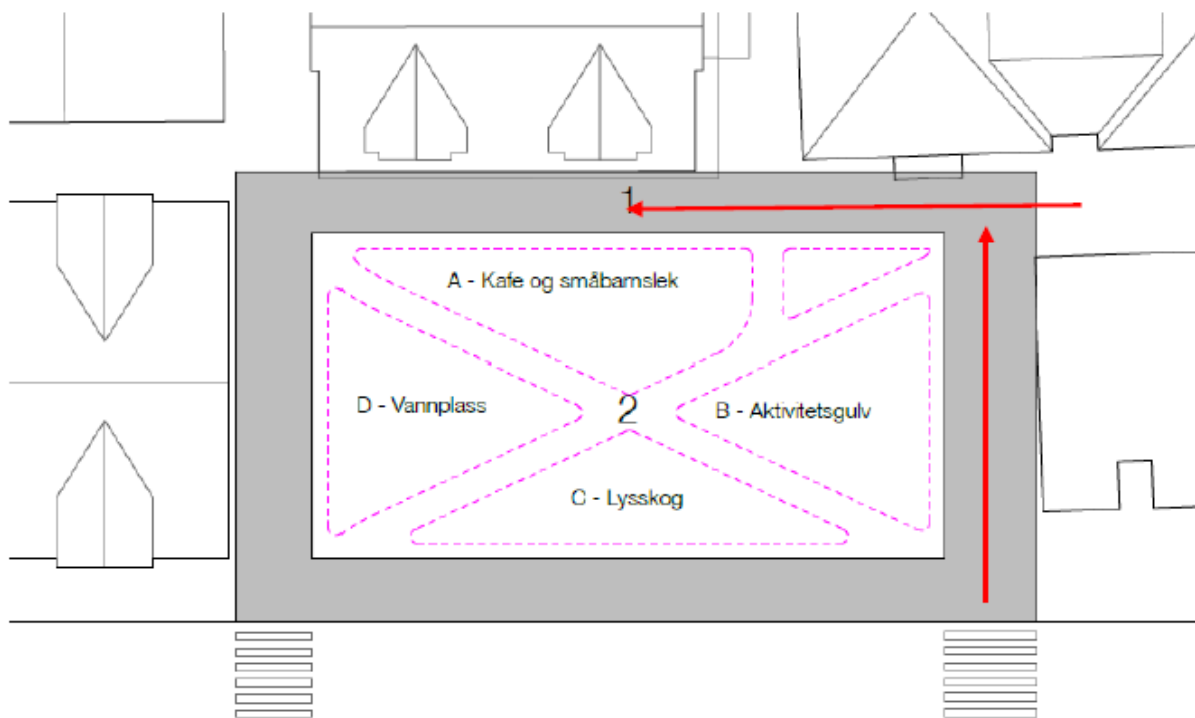 1
A - Kafe og småbarnslek
D - Vannplass
2
B - Aktivitetsgulv
C - Lysskog